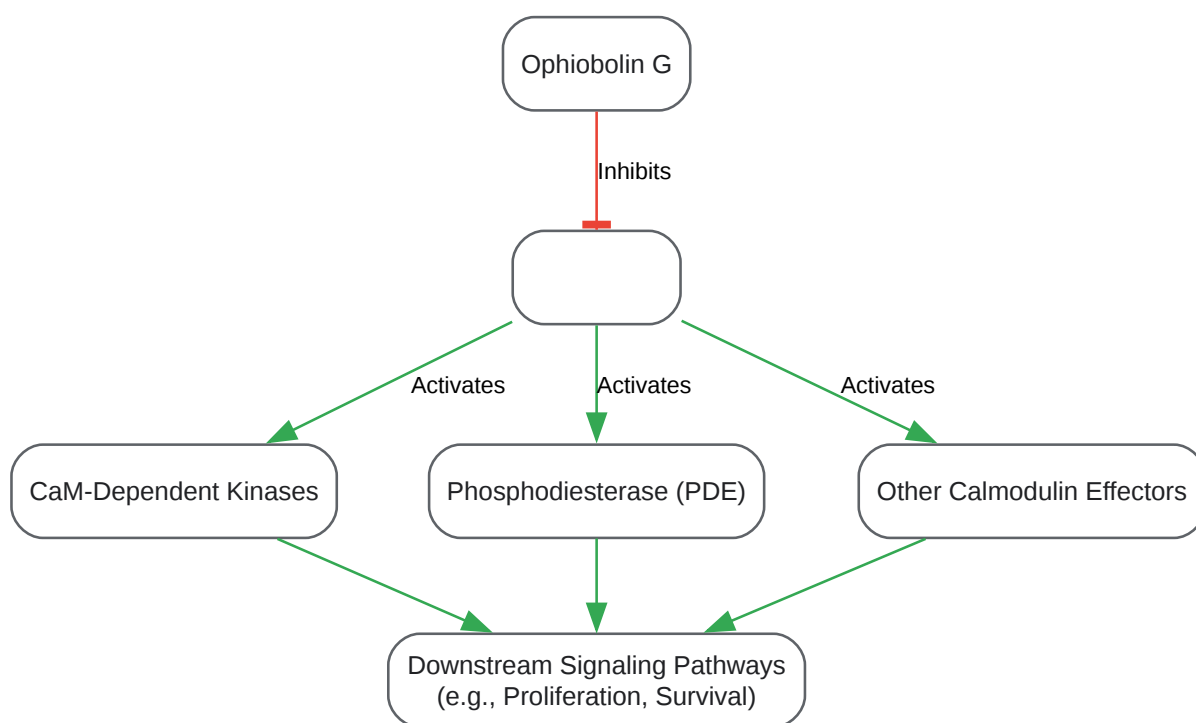 Ophiobolin G
Inhibits
Activates
Activates
Activates
CaM-Dependent Kinases
Phosphodiesterase (PDE)
Other Calmodulin Effectors
Downstream Signaling Pathways
(e.g., Proliferation, Survival)